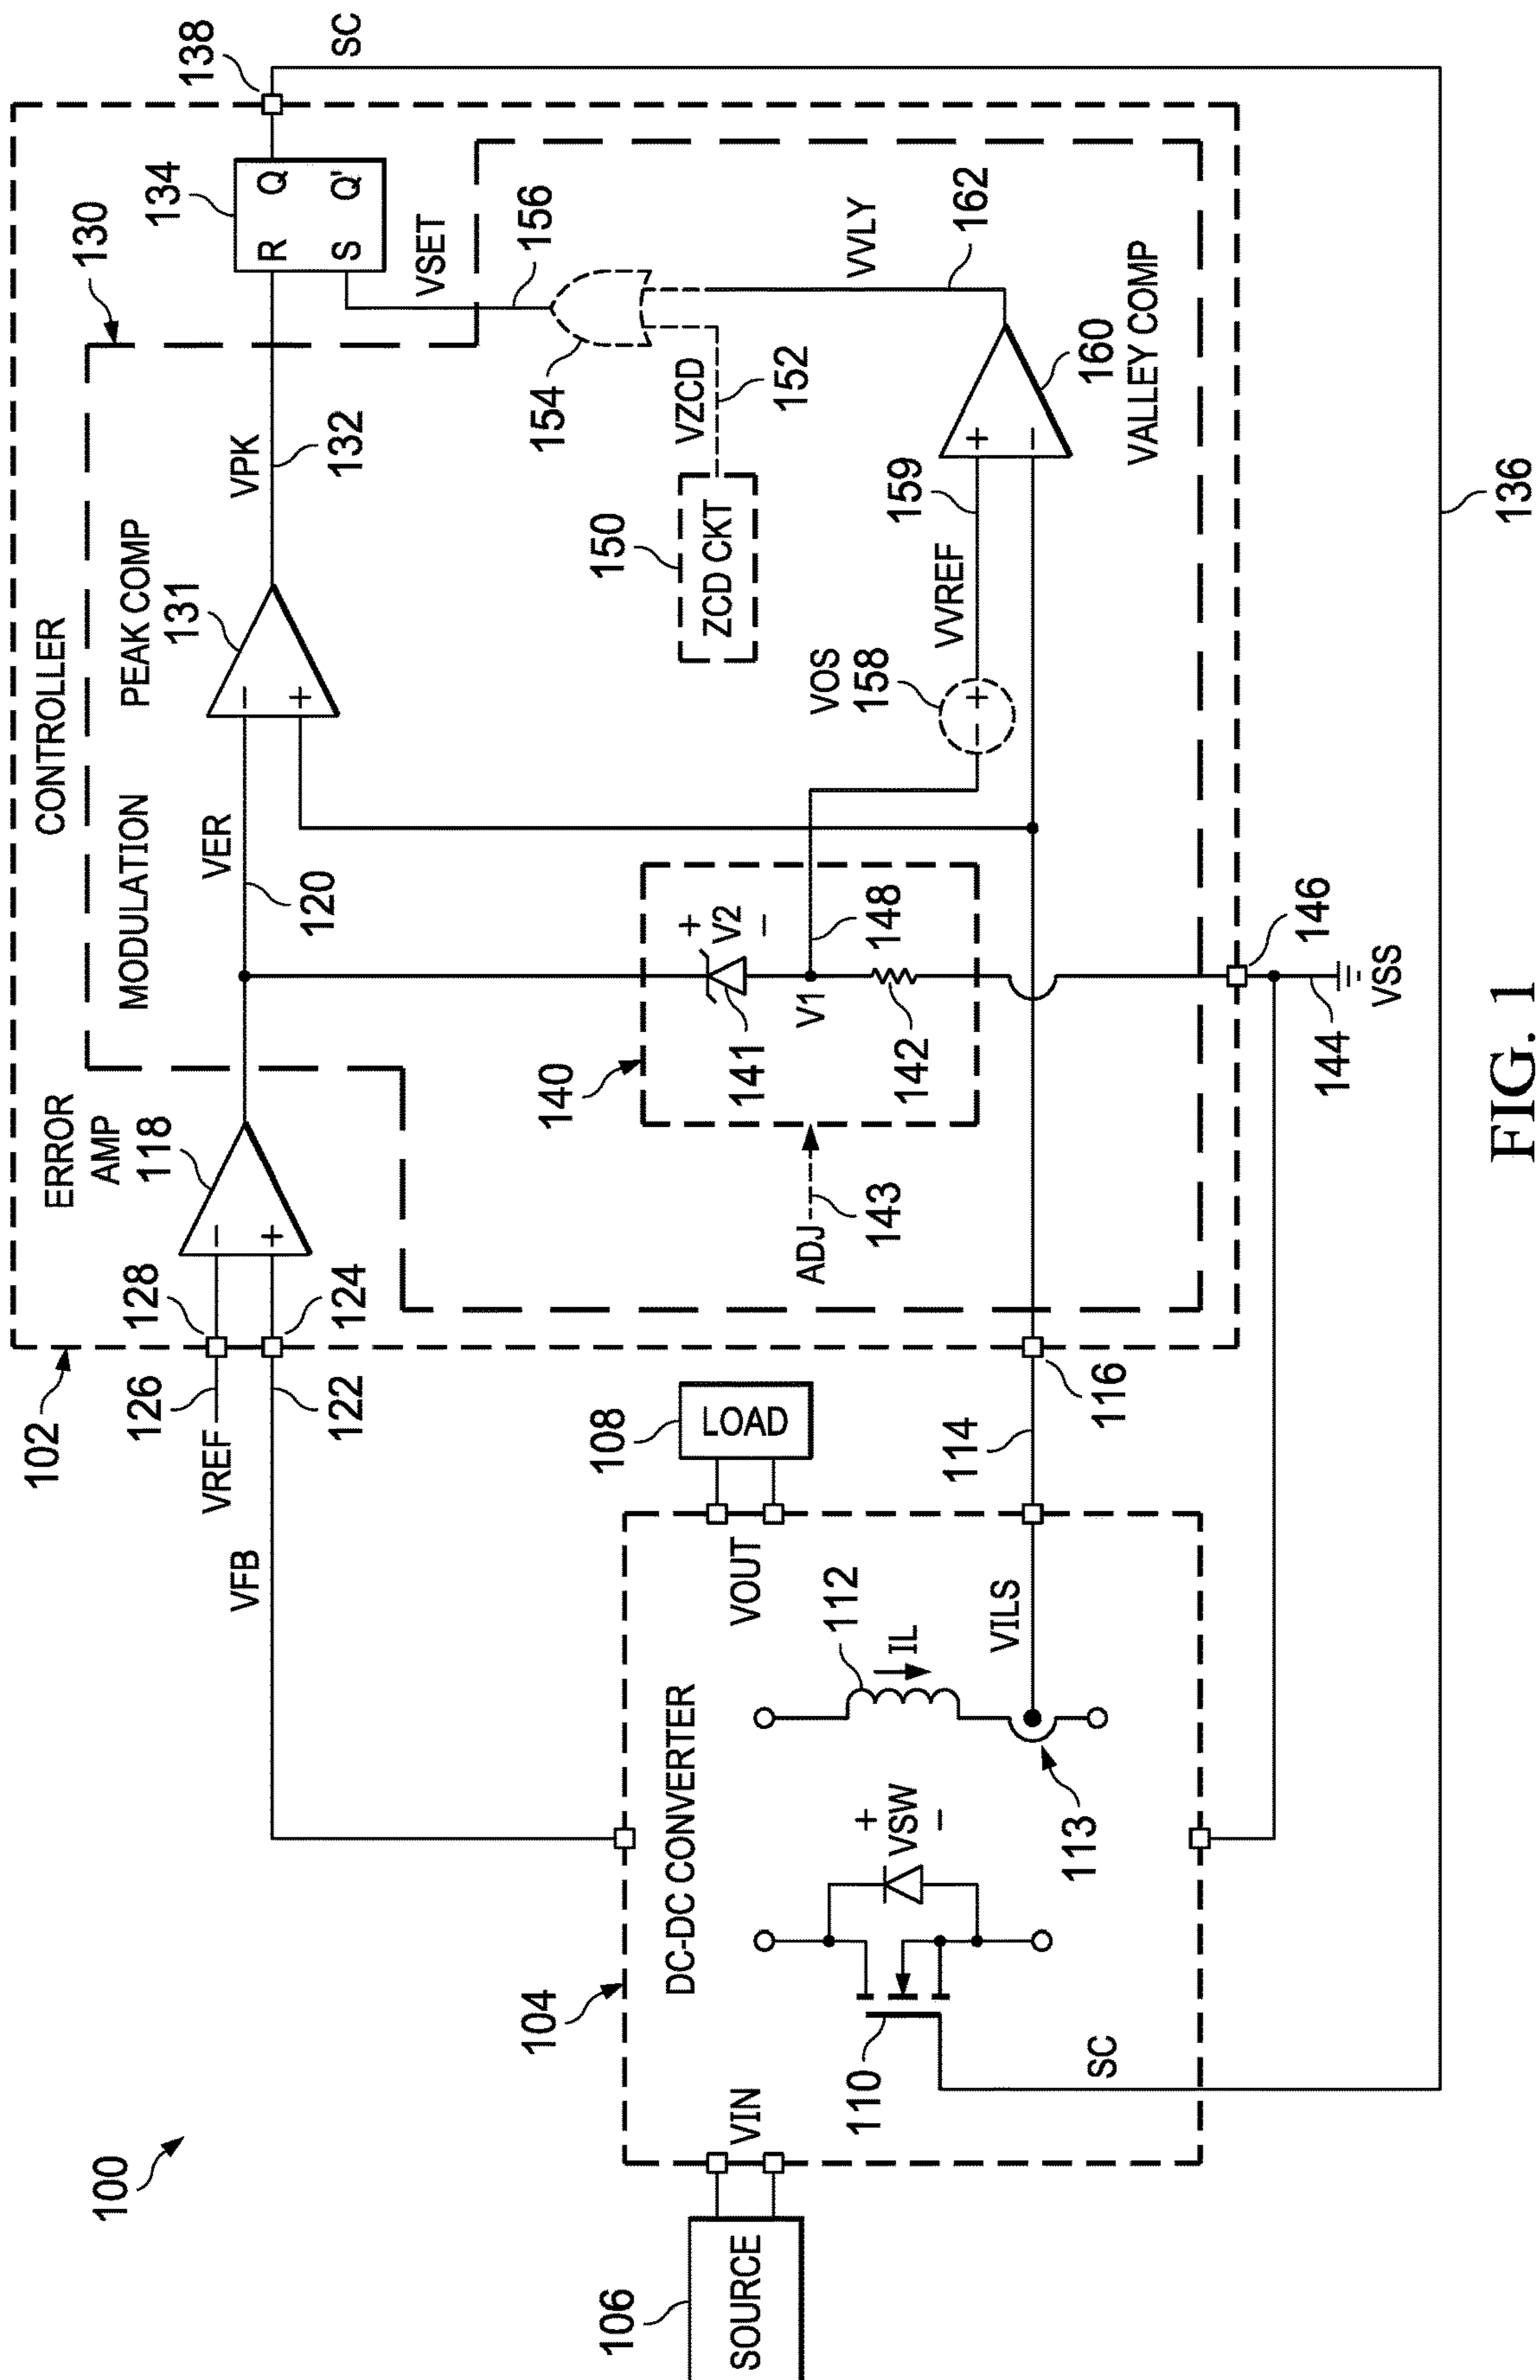 100
102
CONTROLLER
ERROR
AMP
118
MODULATION
PEAK COMP
131
130
134
R
Q
S
Q'
138
SC
VREF
126
128
VFB
122
124
−
+
VER
120
−
+
VPK
132
VSET
156
154
140
141
+
V2
−
V1
142
148
ADJ
143
150
ZCD CKT
VZCD
152
VOS
158
−
+
VVREF
159
+
−
160
VALLEY COMP
VVLY
162
146
144
VSS
106
SOURCE
VIN
104
DC-DC CONVERTER
110
+
VSW
−
SC
112
IL
113
VILS
VOUT
108
LOAD
114
116
136
FIG. 1